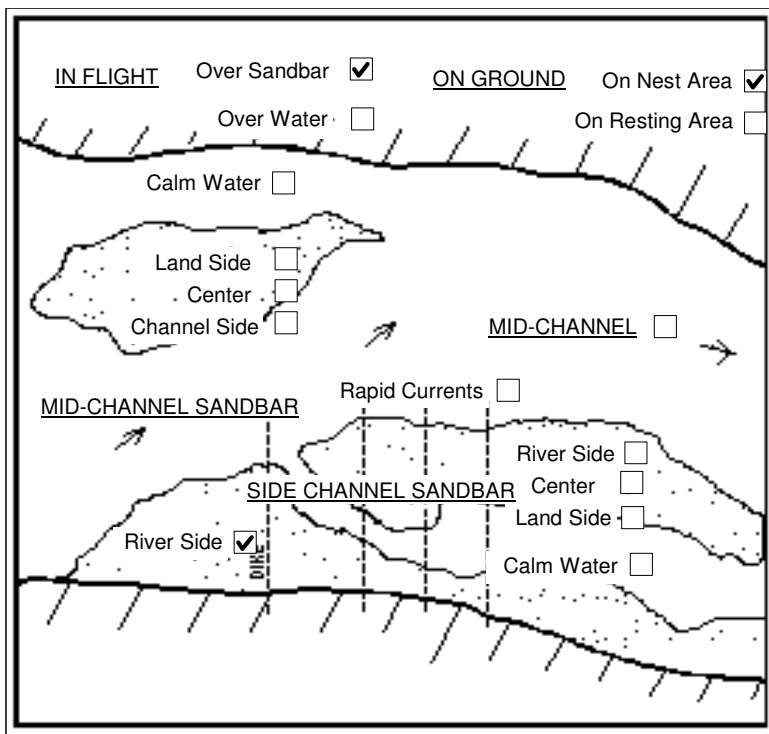 IN FLIGHT
Over Sandbar
ON GROUND
On Nest Area
Over Water
On Resting Area
Calm Water
Land Side
Center
Channel Side
MID-CHANNEL
Rapid Currents
MID-CHANNEL SANDBAR
River Side
SIDE CHANNEL SANDBAR
Center
Land Side
River Side
DIKE
Calm Water